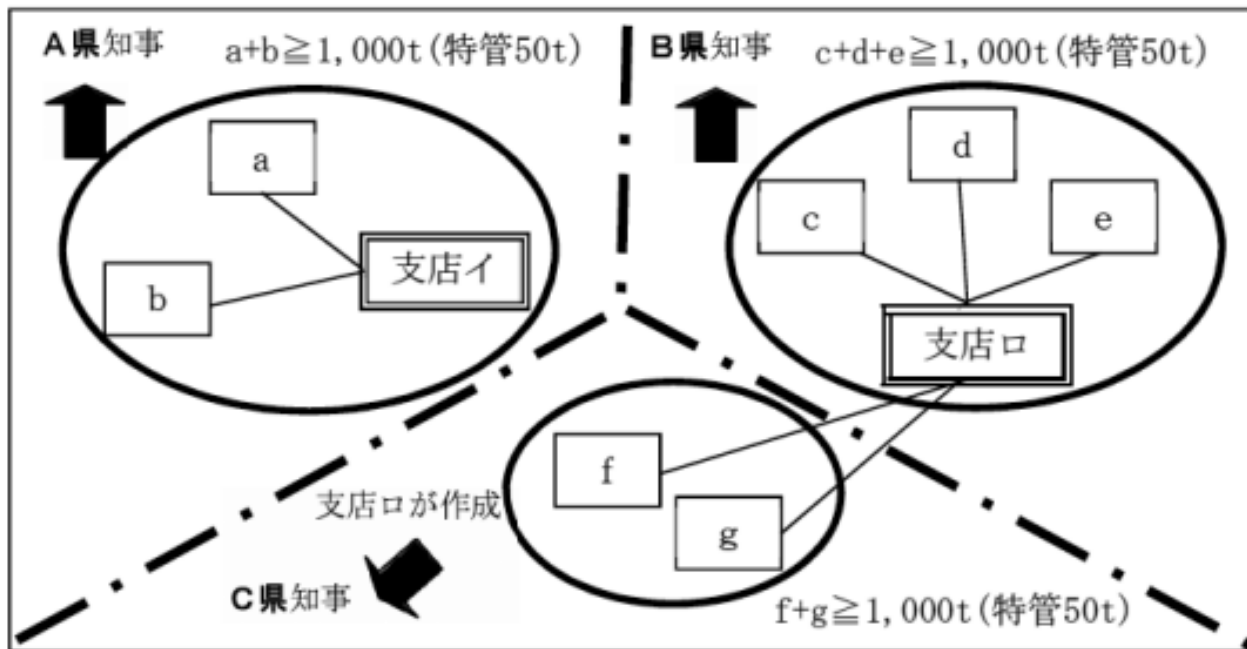 A県知事
a+b≧1,000t(特管50t)
a
b
支店イ
B県知事
c+d+e≧1,000t(特管50t)
d
c
e
支店ロ
f
g
支店ロが作成
C県知事
f+g≧1,000t(特管50t)